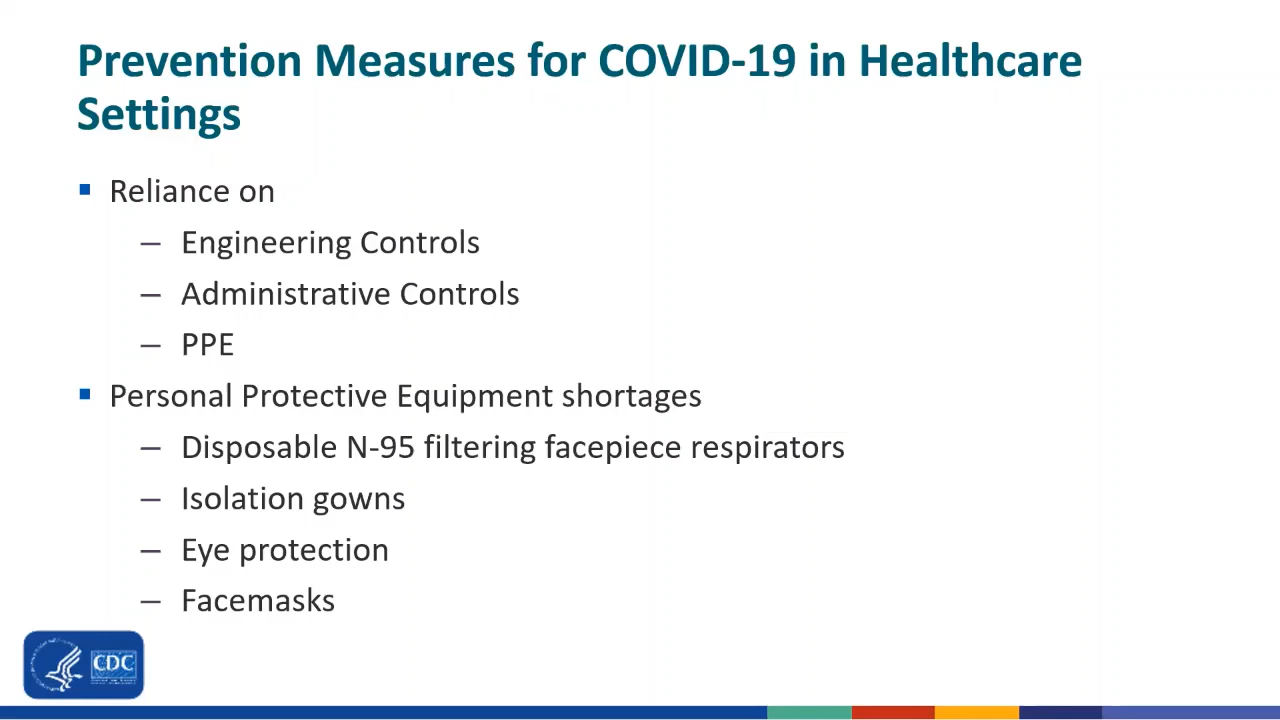 Prevention Measures for COVID-19 in Healthcare
Settings
▪ Reliance on
– Engineering Controls
– Administrative Controls
– PPE
▪ Personal Protective Equipment shortages
– Disposable N-95 filtering facepiece respirators
– Isolation gowns
– Eye protection
– Facemasks
CDC